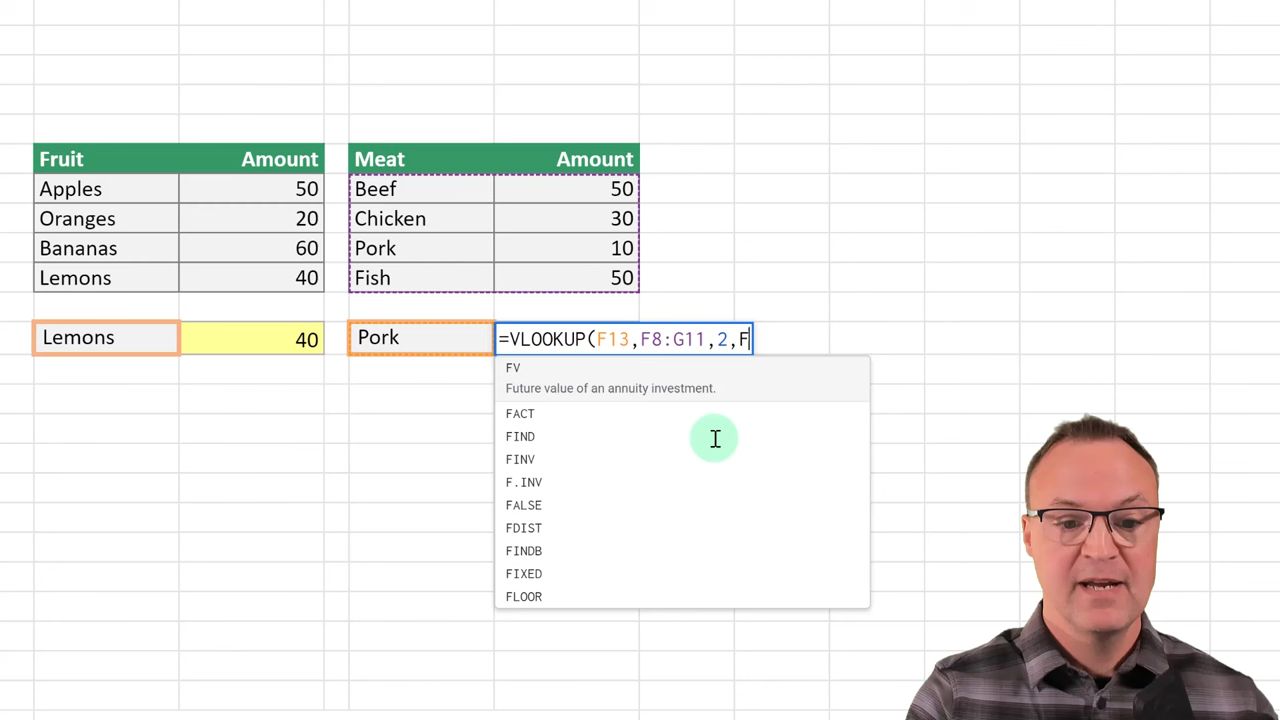 Fruit Amount Meat Amount
Apples 50 Beef 50
Oranges 20 Chicken 30
Bananas 60 Pork 10
Lemons 40 Fish 50
Lemons 40 Pork =VLOOKUP(F13,F8:G11,2,F
FV
Future value of an annuity investment.
FACT
FIND
FINV
F.INV
FALSE
FDIST
FINDB
FIXED
FLOOR